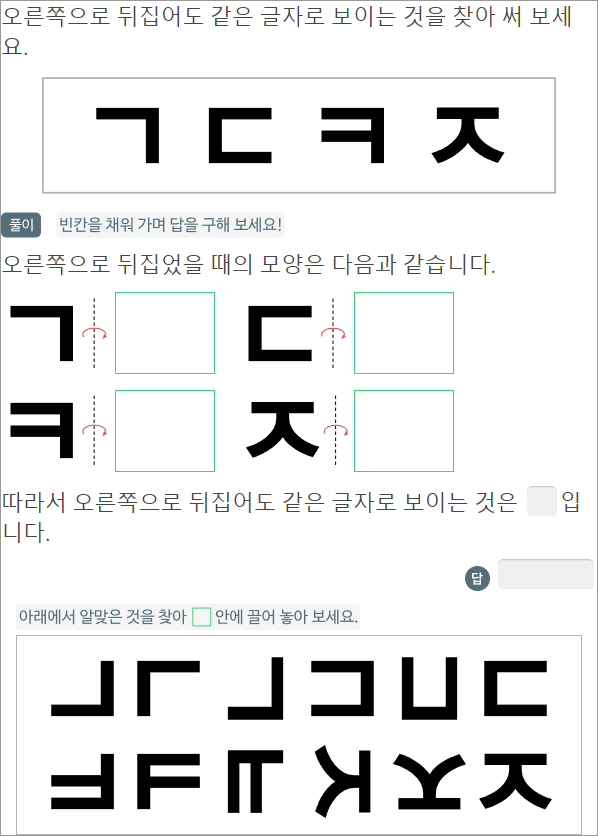 오른쪽으로 뒤집어도 같은 글자로 보이는 것을 찾아 써 보세
요.
ㄱ ㄷ ㅋ ㅈ
풀이 빈칸을 채워 가며 답을 구해 보세요!
오른쪽으로 뒤집었을 때의 모양은 다음과 같습니다.
ㄱ ㄷ
ㅋ ㅈ
따라서 오른쪽으로 뒤집어도 같은 글자로 보이는 것은 입
니다.
답
아래에서 알맞은 것을 찾아 안에 끌어 놓아 보세요.